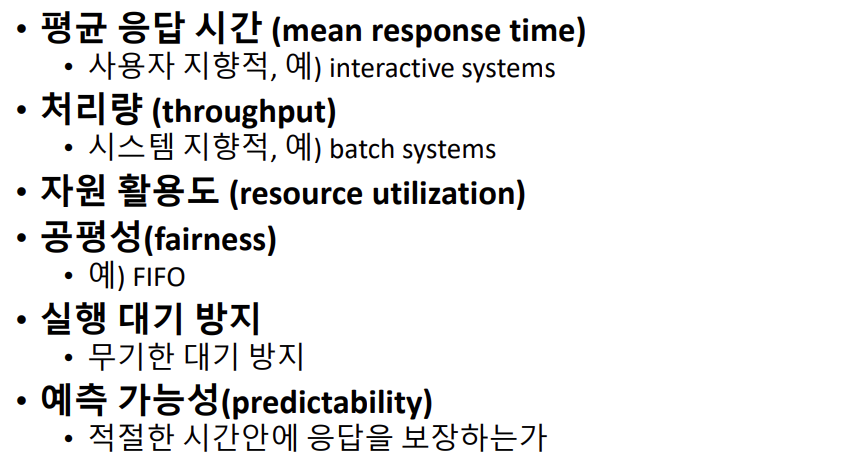 • 평균 응답 시간 (mean response time)
• 사용자 지향적, 예) interactive systems
• 처리량 (throughput)
• 시스템 지향적, 예) batch systems
• 자원 활용도 (resource utilization)
• 공평성(fairness)
• 예) FIFO
• 실행 대기 방지
• 무기한 대기 방지
• 예측 가능성(predictability)
• 적절한 시간안에 응답을 보장하는가